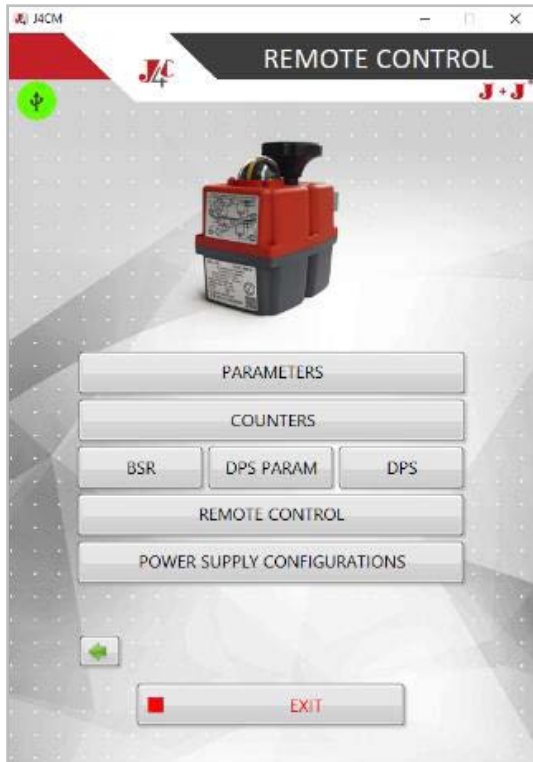 J4CM
REMOTE CONTROL
J4C
J+J
PARAMETERS
COUNTERS
BSR DPS PARAM DPS
REMOTE CONTROL
POWER SUPPLY CONFIGURATIONS
EXIT